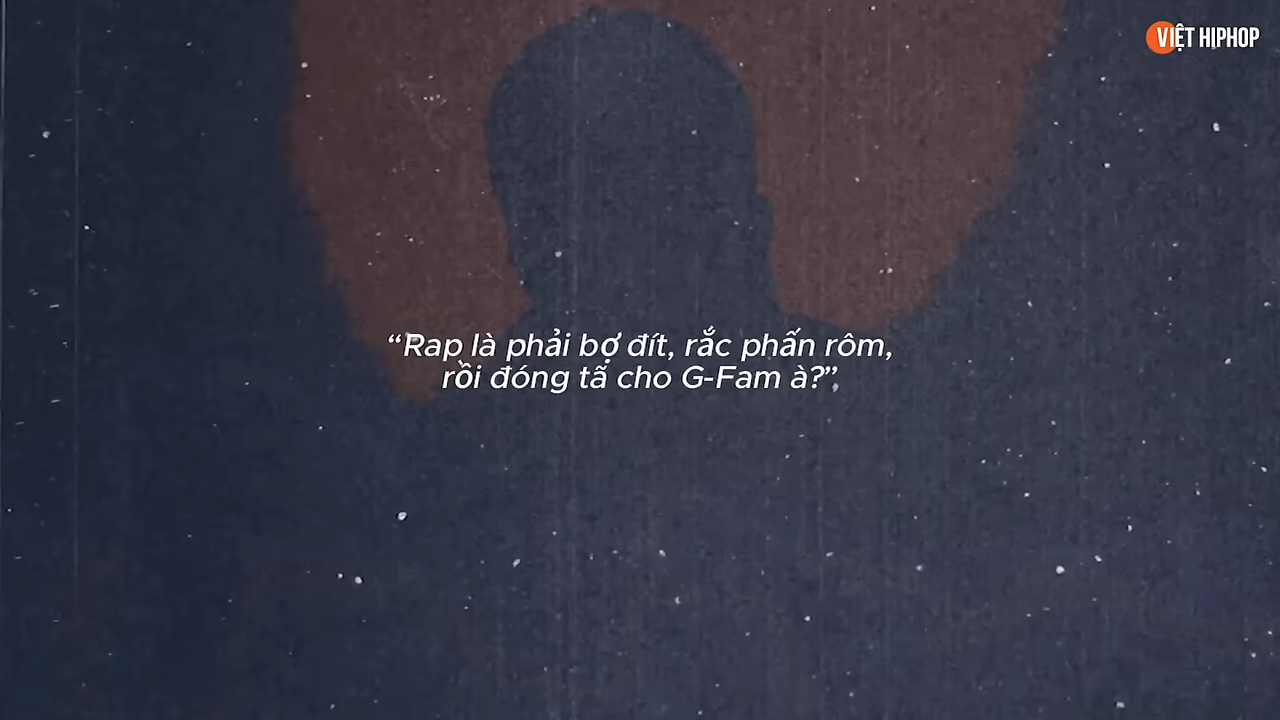 VIỆT HIPHOP
“Rap là phải bợ đít, rắc phấn rôm,
rồi đóng tã cho G-Fam à?”